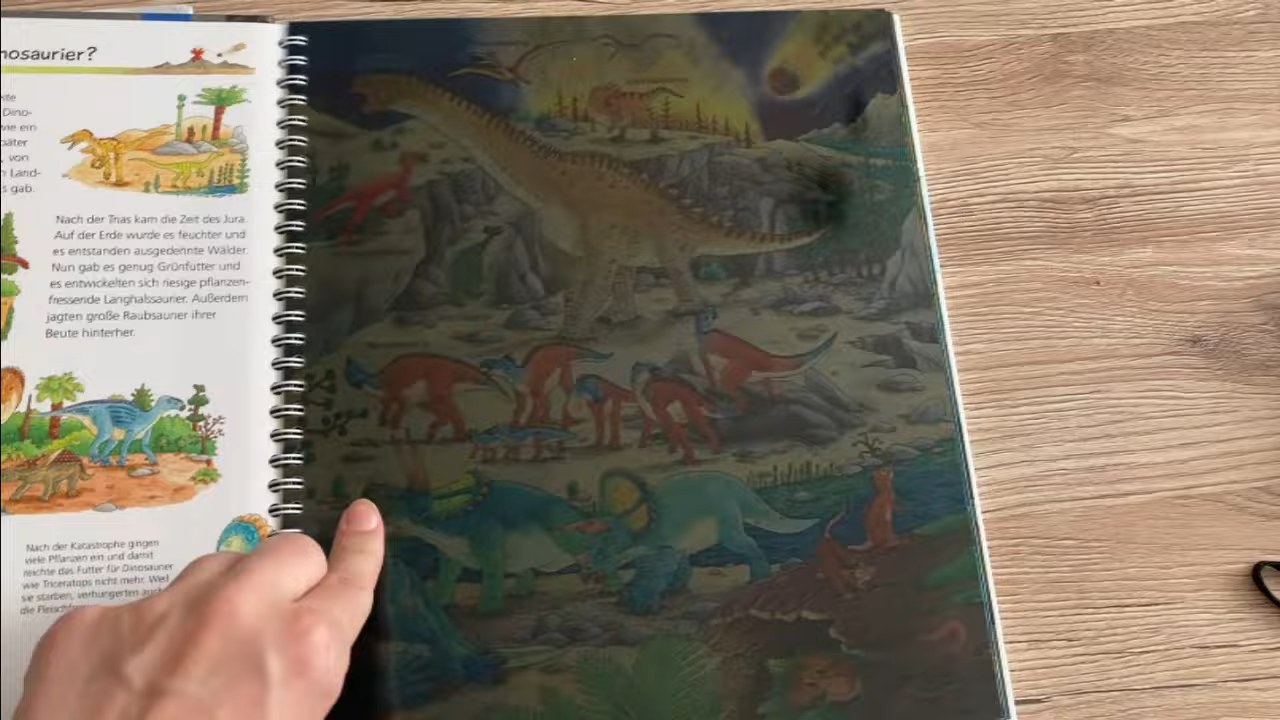 nosaurier?
Dino-
wie ein
päter
, von
n Land-
s gab.
Nach der Trias kam die Zeit des Jura.
Auf der Erde wurde es feuchter und
es entstanden ausgedehnte Wälder.
Nun gab es genug Grünfutter und
es entwickelten sich riesige pflanzen-
fressende Langhalssaurier. Außerdem
jagten große Raubsaurier ihrer
Beute hinterher.
Nach der Katastrophe gingen
viele Pflanzen ein und damit
reichte das Futter für Dinosaurier
wie Triceratops nicht mehr. Weil
sie starben, verhungerten auch
die